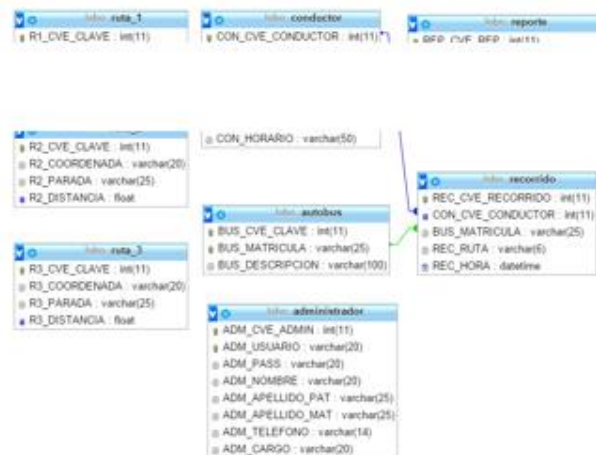 ruta_1
R1_CVE_CLAVE : int(11)
conductor
CON_CVE_CONDUCTOR : int(11)
reporte
REP_CVE_REP : int(11)
R2_CVE_CLAVE : int(11)
R2_COORDENADA : varchar(20)
R2_PARADA : varchar(25)
R2_DISTANCIA : float
CON_HORARIO : varchar(50)
recorrido
REC_CVE_RECORRIDO : int(11)
CON_CVE_CONDUCTOR : int(11)
BUS_MATRICULA : varchar(25)
REC_RUTA : varchar(6)
REC_HORA : datetime
autobus
BUS_CVE_CLAVE : int(11)
BUS_MATRICULA : varchar(25)
BUS_DESCRIPCION : varchar(100)
ruta_3
R3_CVE_CLAVE : int(11)
R3_COORDENADA : varchar(20)
R3_PARADA : varchar(25)
R3_DISTANCIA : float
administrador
ADM_CVE_ADMIN : int(11)
ADM_USUARIO : varchar(20)
ADM_PASS : varchar(20)
ADM_NOMBRE : varchar(20)
ADM_APELLIDO_PAT : varchar(25)
ADM_APELLIDO_MAT : varchar(25)
ADM_TELEFONO : varchar(14)
ADM_CARGO : varchar(20)